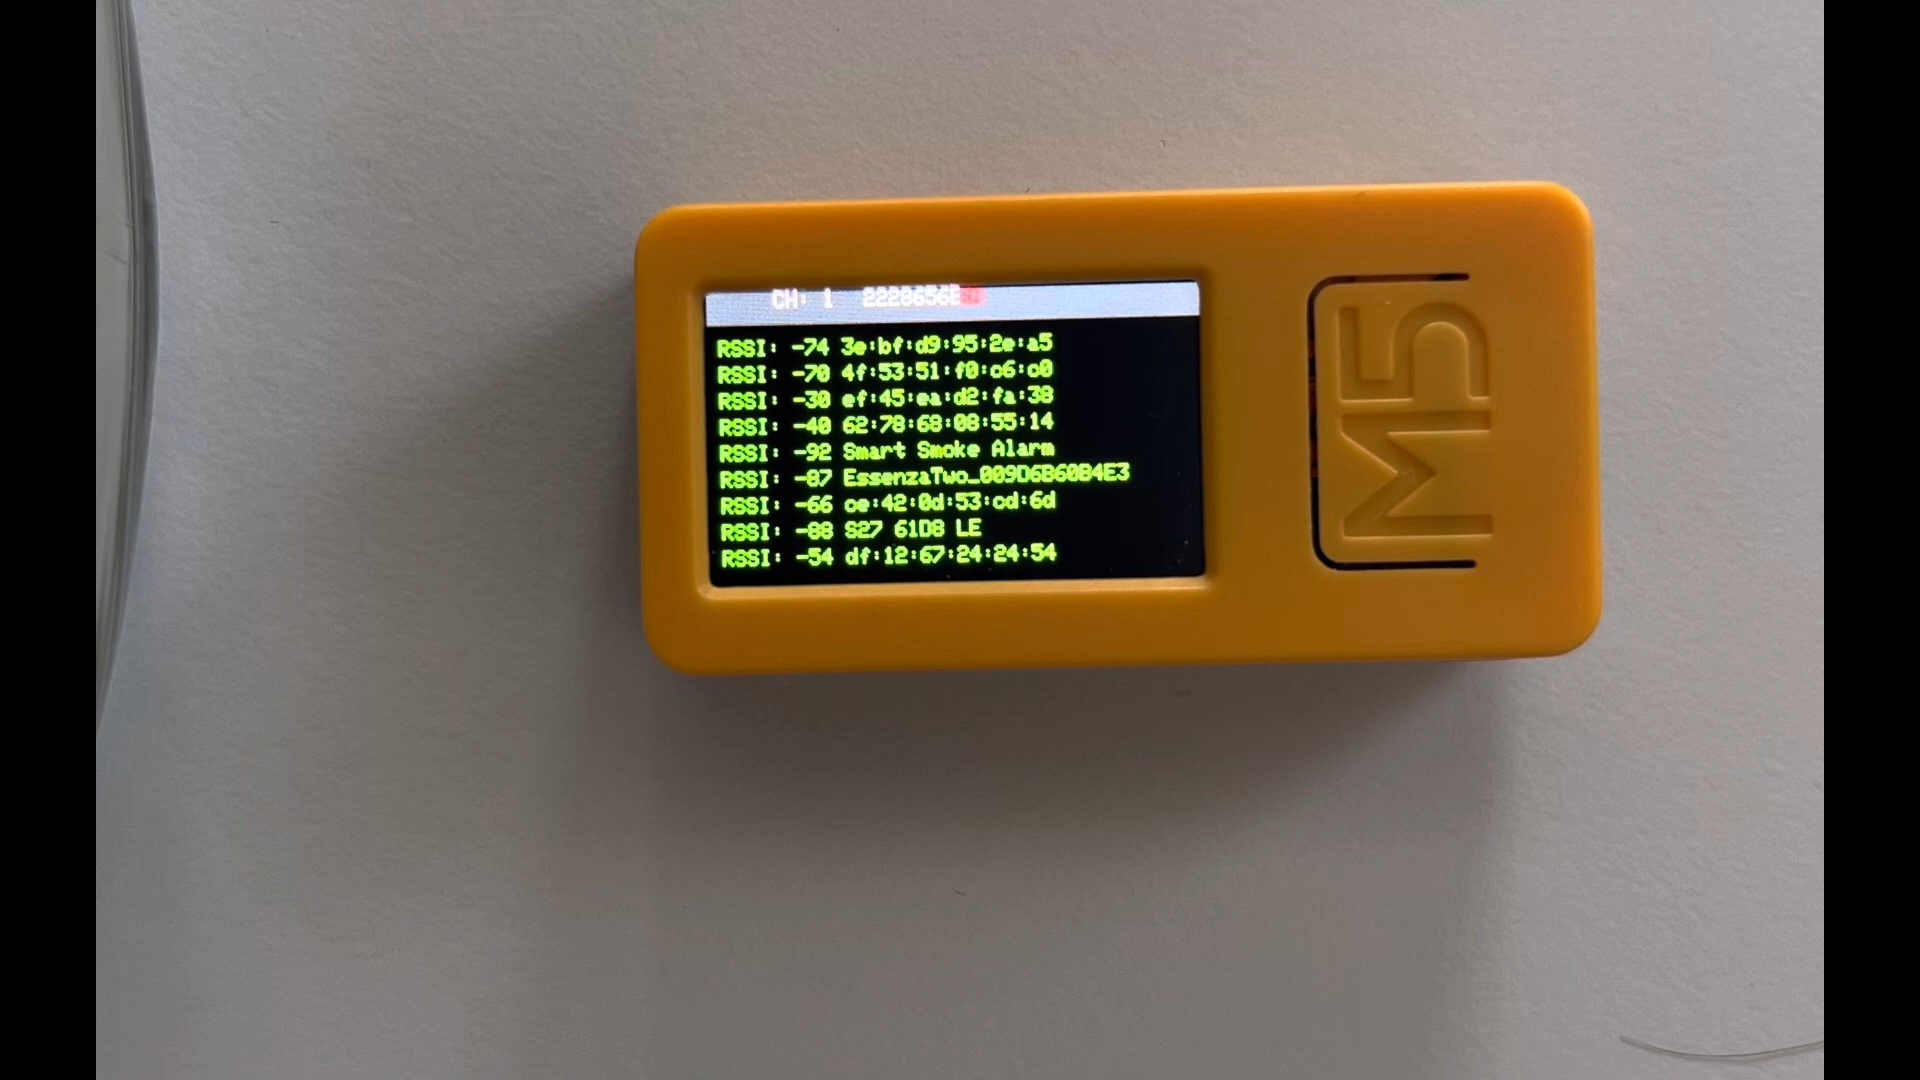 CH: 1 2228656B
RSSI: -74 3e:bf:d9:95:2e:a5
RSSI: -70 4f:53:51:f0:c6:c0
RSSI: -30 ef:45:ea:d2:fa:38
RSSI: -40 62:78:68:08:55:14
RSSI: -92 Smart Smoke Alarm
RSSI: -87 EssenzaTwo_009D6B60B4E3
RSSI: -66 ce:42:0d:53:cd:6d
RSSI: -88 S27 61D8 LE
RSSI: -54 df:12:67:24:24:54
M5